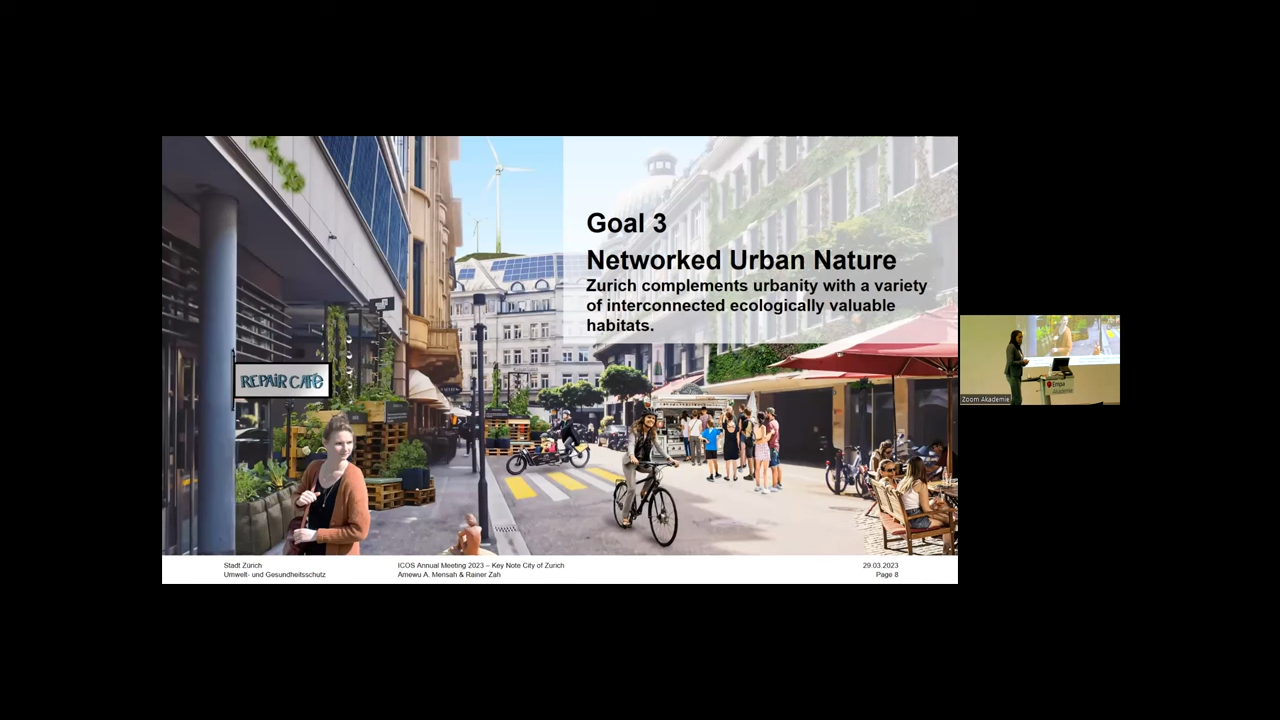 Goal 3
Networked Urban Nature
Zurich complements urbanity with a variety
of interconnected ecologically valuable
habitats.
REPAIR CAFÉ
Stadt Zürich
Umwelt- und Gesundheitsschutz
ICOS Annual Meeting 2023 – Key Note City of Zurich
Amewu A. Mensah & Rainer Zah
29.03.2023
Page 8
Empa
Akademie
Zoom Akademie